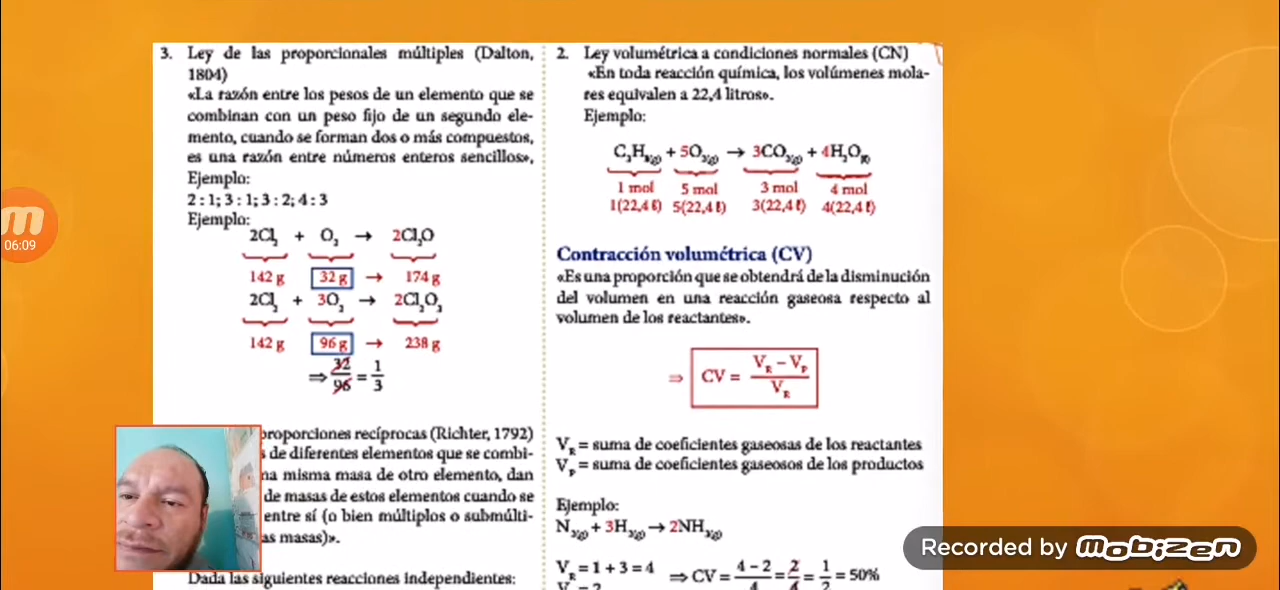 3. Ley de las proporcionales múltiples (Dalton,
1804)
«La razón entre los pesos de un elemento que se
combinan con un peso fijo de un segundo ele-
mento, cuando se forman dos o más compuestos,
es una razón entre números enteros sencillos»,
Ejemplo:
2 : 1; 3 : 1; 3 : 2; 4 : 3
Ejemplo:
2Cl₂ + O₂ → 2Cl₂O
142 g 32 g → 174 g
2Cl₂ + 3O₂ → 2Cl₂O₃
142 g 96 g → 238 g
⇒ 32/96 = 1/3
proporciones recíprocas (Richter, 1792)
de diferentes elementos que se combi-
misma masa de otro elemento, dan
de masas de estos elementos cuando se
entre sí (o bien múltiplos o submúlti-
masas)».
Dada las siguientes reacciones independientes:
2. Ley volumétrica a condiciones normales (CN)
«En toda reacción química, los volúmenes mola-
res equivalen a 22,4 litros».
Ejemplo:
C₃H₈₍g₎ + 5O₂₍g₎ → 3CO₂₍g₎ + 4H₂O₍g₎
1 mol 5 mol 3 mol 4 mol
1(22,4 ℓ) 5(22,4 ℓ) 3(22,4 ℓ) 4(22,4 ℓ)
Contracción volumétrica (CV)
«Es una proporción que se obtendrá de la disminución
del volumen en una reacción gaseosa respecto al
volumen de los reactantes».
⇒ CV = (V_R − V_P)/V_R
V_R = suma de coeficientes gaseosas de los reactantes
V_P = suma de coeficientes gaseosos de los productos
Ejemplo:
N₂₍g₎ + 3H₂₍g₎ → 2NH₃₍g₎
V_R = 1 + 3 = 4 ⇒ CV = (4 − 2)/4 = 2/4 = 1/2 = 50%
06:09
Recorded by Mobizen